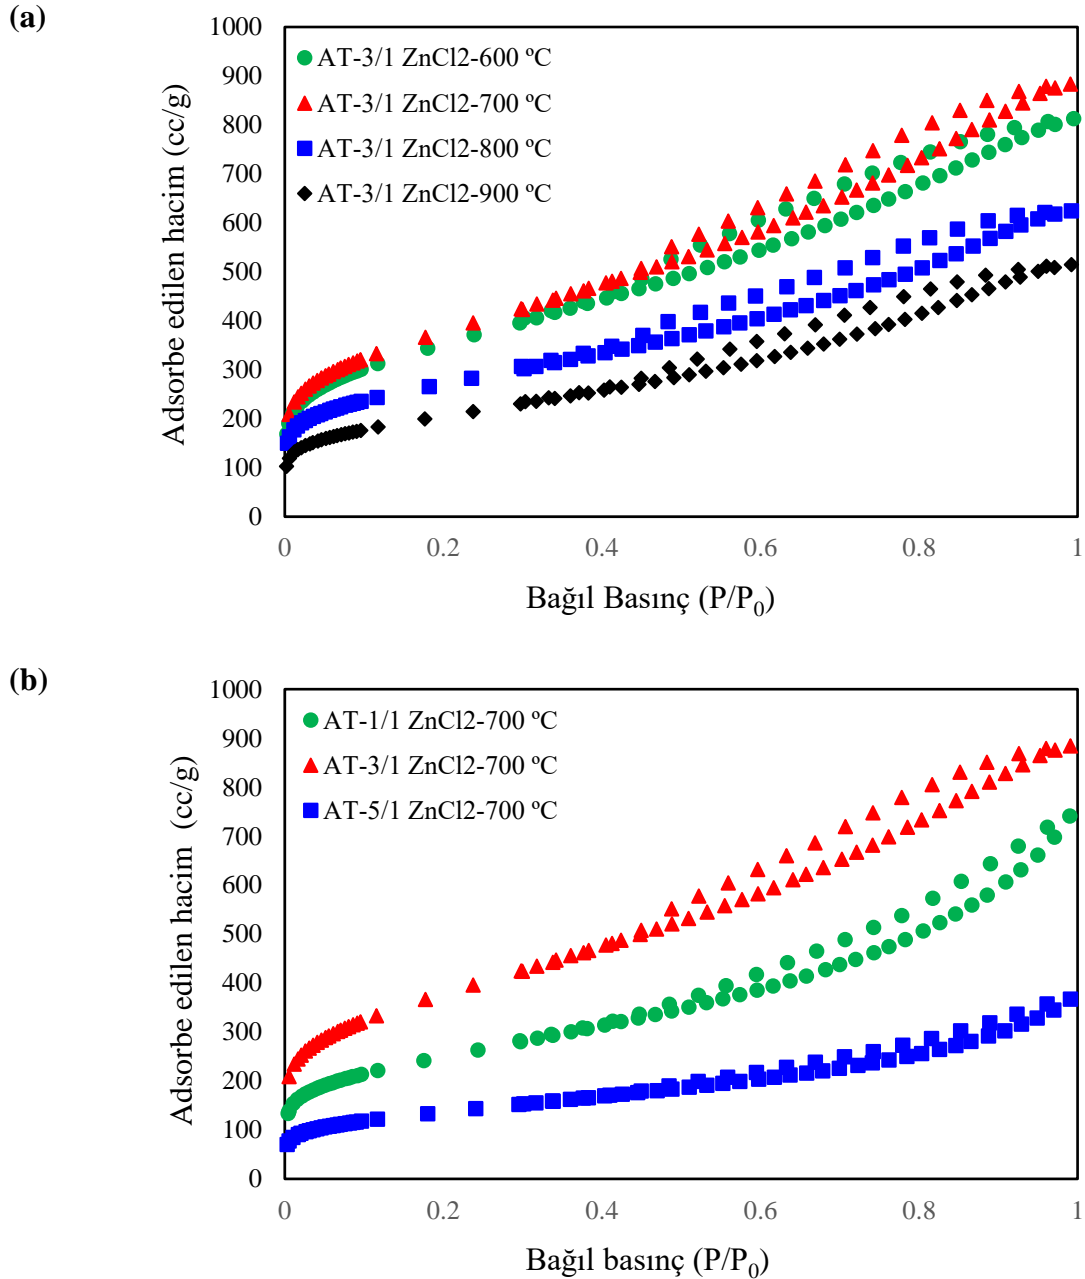 (a)
1000
900
800
700
600
500
400
300
200
100
0
Adsorbe edilen hacim (cc/g)
AT-3/1 ZnCl2-600 ºC
AT-3/1 ZnCl2-700 ºC
AT-3/1 ZnCl2-800 ºC
AT-3/1 ZnCl2-900 ºC
0 0.2 0.4 0.6 0.8 1
Bağıl Basınç (P/P₀)
(b)
1000
900
800
700
600
500
400
300
200
100
0
Adsorbe edilen hacim (cc/g)
AT-1/1 ZnCl2-700 ºC
AT-3/1 ZnCl2-700 ºC
AT-5/1 ZnCl2-700 ºC
0 0.2 0.4 0.6 0.8 1
Bağıl basınç (P/P₀)